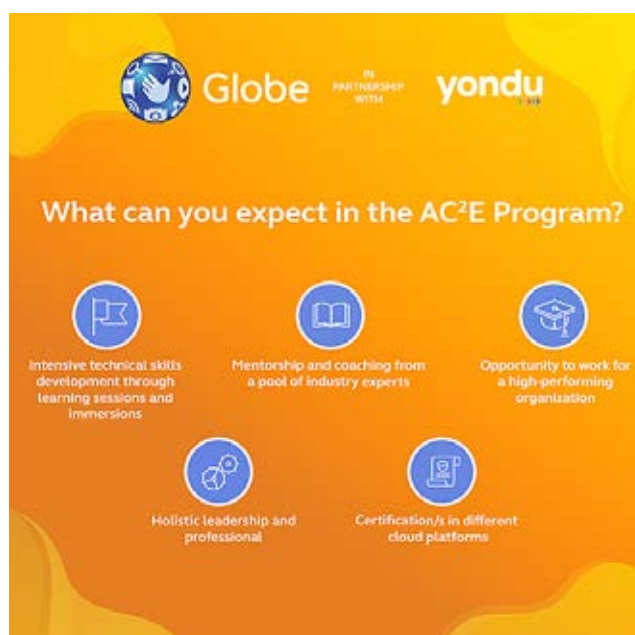 Globe
IN
PARTNERSHIP
WITH
yondu
What can you expect in the AC²E Program?
Intensive technical skills
development through
learning sessions and
immersions
Mentorship and coaching from
a pool of industry experts
Opportunity to work for
a high-performing
organization
Holistic leadership and
professional
Certification/s in different
cloud platforms